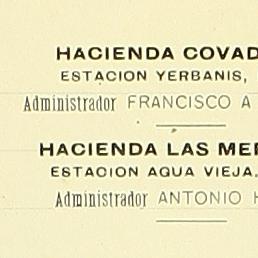 HACIENDA COVAD
ESTACION YERBANIS,
Administrador FRANCISCO A
HACIENDA LAS MER
ESTACION AGUA VIEJA,
Administrador ANTONIO H